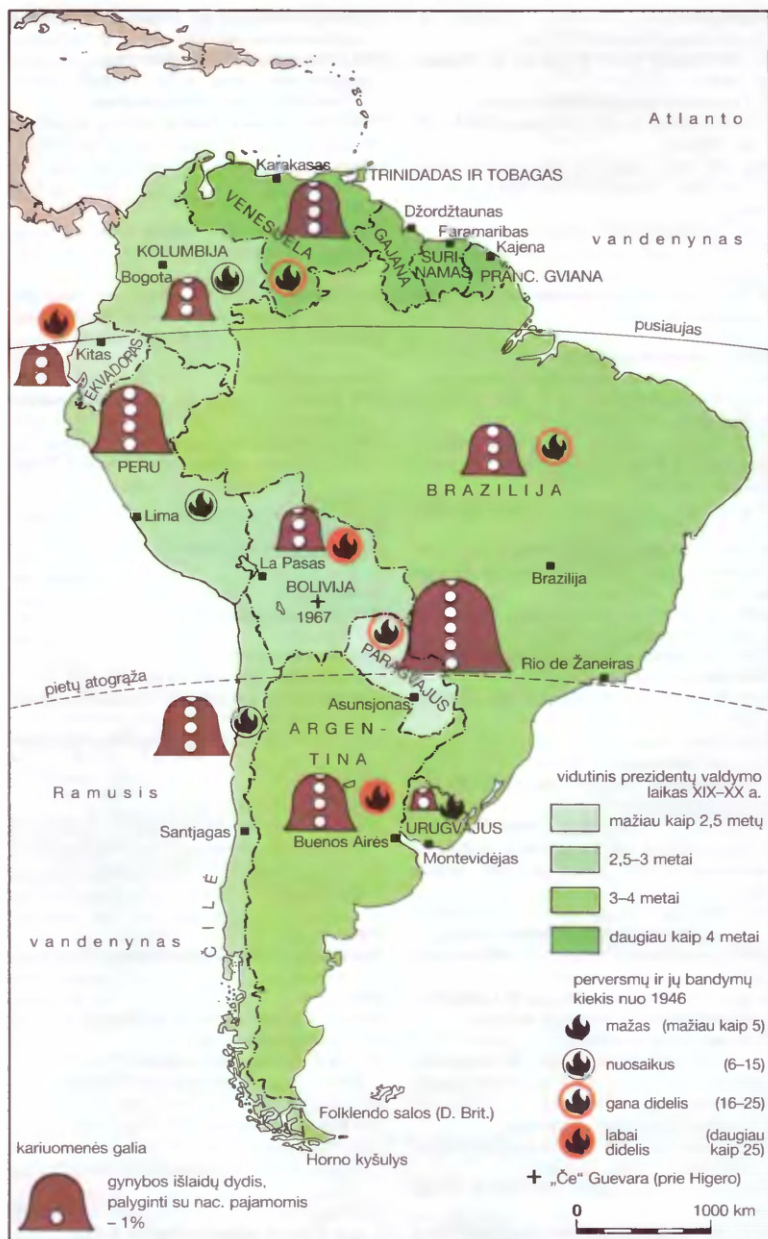 Atlanto
Karakasas
TRINIDADAS IR TOBAGAS
VENESUELA
Džordžtaunas
Faramaribas
vandenynas
KOLUMBIJA
GAJANA
SURI-
NAMAS
Kajena
Bogota
PRANC. GVIANA
pusiaujas
Kitas
EKVADORAS
PERU
BRAZILIJA
Lima
La Pasas
BOLIVIJA
1967
Brazilija
PARAGVAJUS
Rio de Žaneiras
pietų atogrąža
Asunsjonas
ARGEN-
TINA
Ramusis
Santjagas
Buenos Airės
URUGVAJUS
Montevidėjas
ČILĖ
vandenynas
vidutinis prezidentų valdymo
laikas XIX–XX a.
mažiau kaip 2,5 metų
2,5–3 metai
3–4 metai
daugiau kaip 4 metai
perversmų ir jų bandymų
kiekis nuo 1946
mažas (mažiau kaip 5)
nuosaikus (6–15)
gana didelis (16–25)
labai didelis (daugiau kaip 25)
Folklendo salos (D. Brit.)
Horno kyšulys
„Če“ Guevara (prie Higero)
0 1000 km
kariuomenės galia
gynybos išlaidų dydis,
palyginti su nac. pajamomis
– 1%